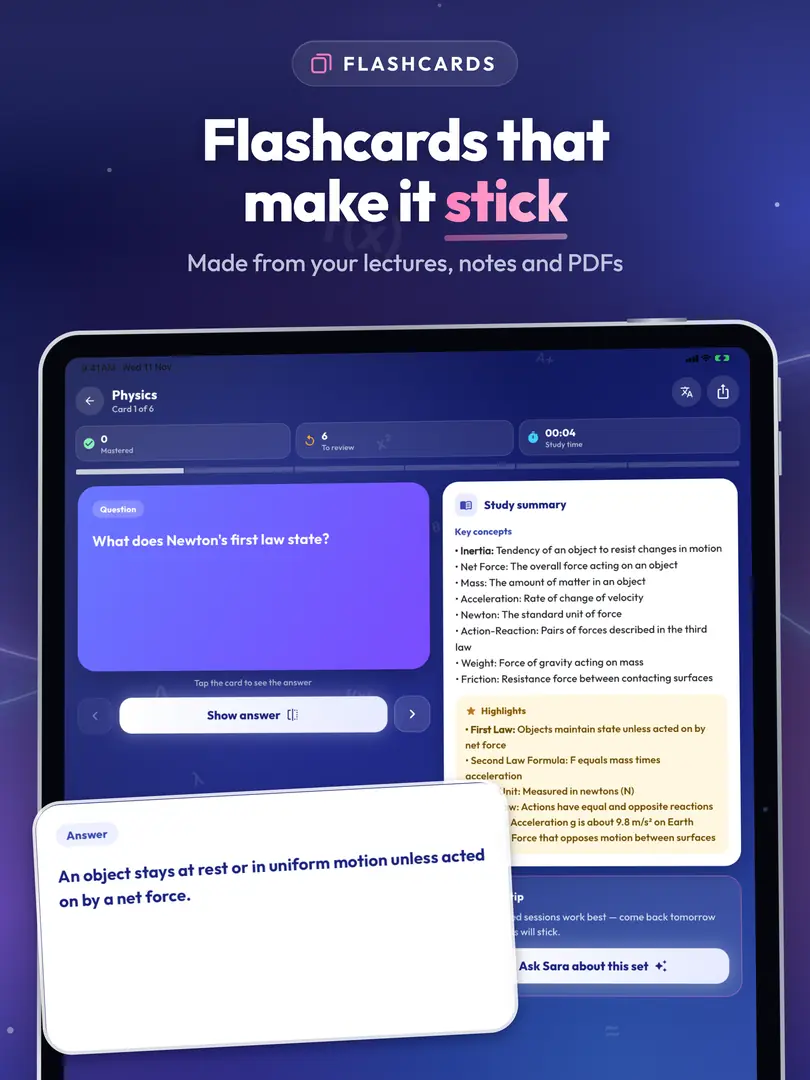 FLASHCARDS
Flashcards that
make it stick
Made from your lectures, notes and PDFs
f(x)
9:41 AM Wed 11 Nov
A+
Physics
Card 1 of 6
0
Mastered
6
To review
x²
00:04
Study time
Question
What does Newton's first law state?
Tap the card to see the answer
Show answer
Study summary
Key concepts
• Inertia: Tendency of an object to resist changes in motion
• Net Force: The overall force acting on an object
• Mass: The amount of matter in an object
• Acceleration: Rate of change of velocity
• Newton: The standard unit of force
• Action-Reaction: Pairs of forces described in the third
law
• Weight: Force of gravity acting on mass
• Friction: Resistance force between contacting surfaces
Highlights
• First Law: Objects maintain state unless acted on by
net force
• Second Law Formula: F equals mass times
acceleration
Unit: Measured in newtons (N)
Actions have equal and opposite reactions
Acceleration g is about 9.8 m/s² on Earth
Force that opposes motion between surfaces
λ
Answer
An object stays at rest or in uniform motion unless acted
on by a net force.
sessions work best — come back tomorrow
will stick.
Ask Sara about this set